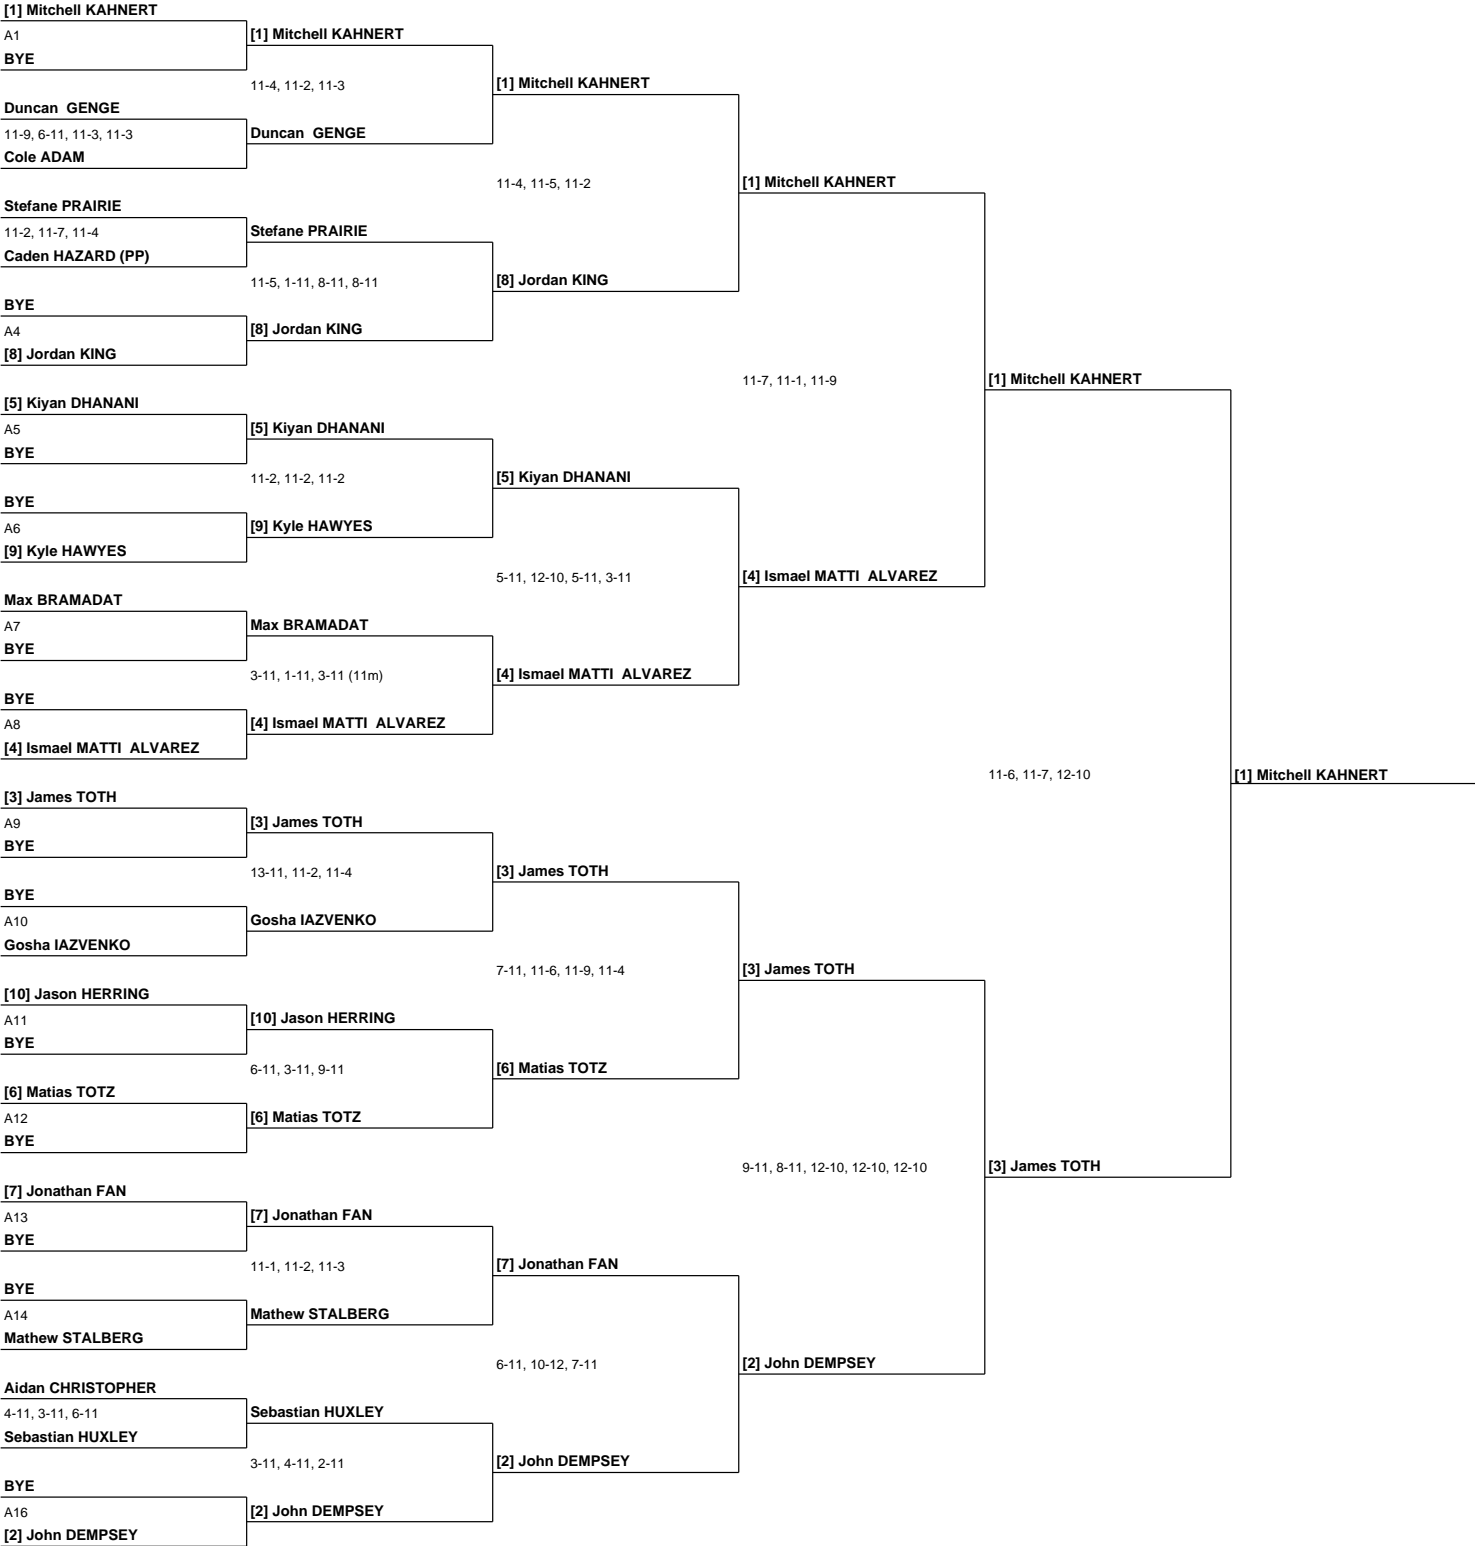 [1] Mitchell KAHNERT
A1
BYE
[1] Mitchell KAHNERT
11-4, 11-2, 11-3
Duncan  GENGE
11-9, 6-11, 11-3, 11-3
Cole ADAM
Duncan  GENGE
[1] Mitchell KAHNERT
11-4, 11-5, 11-2
Stefane PRAIRIE
11-2, 11-7, 11-4
Caden HAZARD (PP)
Stefane PRAIRIE
11-5, 1-11, 8-11, 8-11
BYE
A4
[8] Jordan KING
[8] Jordan KING
[8] Jordan KING
[1] Mitchell KAHNERT
11-7, 11-1, 11-9
[5] Kiyan DHANANI
A5
BYE
[5] Kiyan DHANANI
11-2, 11-2, 11-2
BYE
A6
[9] Kyle HAWYES
[9] Kyle HAWYES
[5] Kiyan DHANANI
5-11, 12-10, 5-11, 3-11
Max BRAMADAT
A7
BYE
Max BRAMADAT
3-11, 1-11, 3-11 (11m)
BYE
A8
[4] Ismael MATTI  ALVAREZ
[4] Ismael MATTI  ALVAREZ
[4] Ismael MATTI  ALVAREZ
[4] Ismael MATTI  ALVAREZ
[1] Mitchell KAHNERT
11-6, 11-7, 12-10
[1] Mitchell KAHNERT
[3] James TOTH
A9
BYE
[3] James TOTH
13-11, 11-2, 11-4
BYE
A10
Gosha IAZVENKO
Gosha IAZVENKO
[3] James TOTH
7-11, 11-6, 11-9, 11-4
[10] Jason HERRING
A11
BYE
[10] Jason HERRING
6-11, 3-11, 9-11
[6] Matias TOTZ
A12
BYE
[6] Matias TOTZ
[6] Matias TOTZ
[3] James TOTH
9-11, 8-11, 12-10, 12-10, 12-10
[3] James TOTH
[7] Jonathan FAN
A13
BYE
[7] Jonathan FAN
11-1, 11-2, 11-3
BYE
A14
Mathew STALBERG
Mathew STALBERG
[7] Jonathan FAN
6-11, 10-12, 7-11
[2] John DEMPSEY
Aidan CHRISTOPHER
4-11, 3-11, 6-11
Sebastian HUXLEY
Sebastian HUXLEY
3-11, 4-11, 2-11
[2] John DEMPSEY
BYE
A16
[2] John DEMPSEY
[2] John DEMPSEY